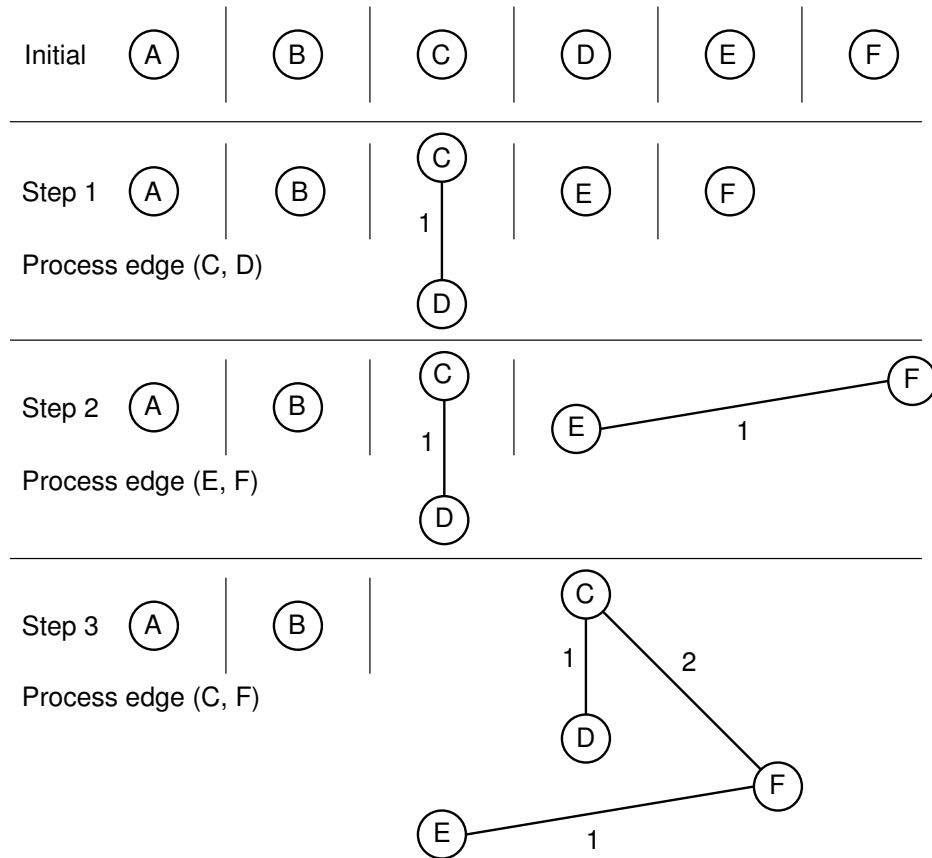 Initial A B C D E F
C
Step 1 A B E F
1
Process edge (C, D)
D
C F
Step 2 A B
1 E 1
Process edge (E, F)
D
C
Step 3 A B
1 2
Process edge (C, F)
D
F
E
1